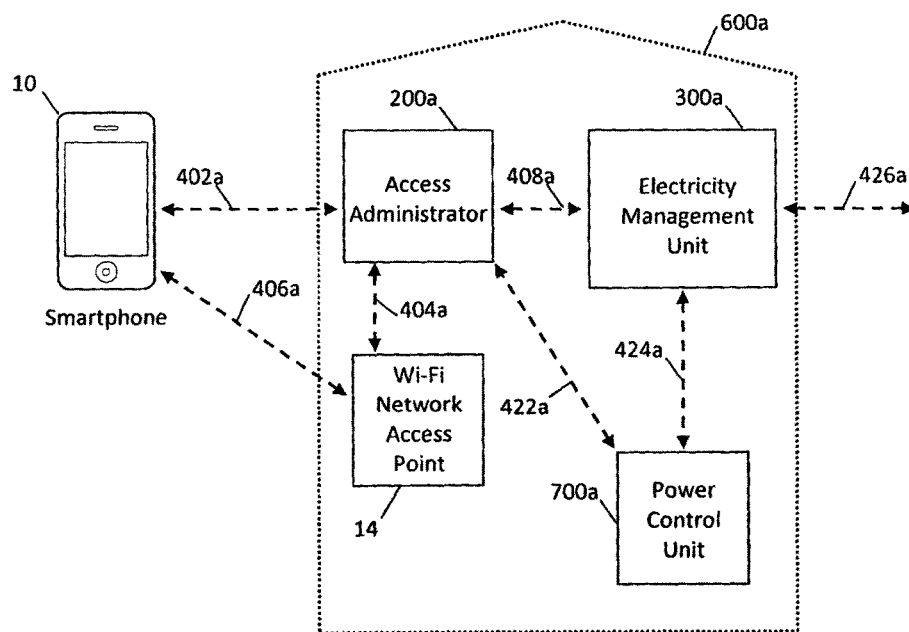 600a
10
200a
300a
402a
Access
Administrator
408a
Electricity
Management
Unit
426a
406a
Smartphone
404a
424a
Wi-Fi
Network
Access
Point
422a
14
700a
Power
Control
Unit